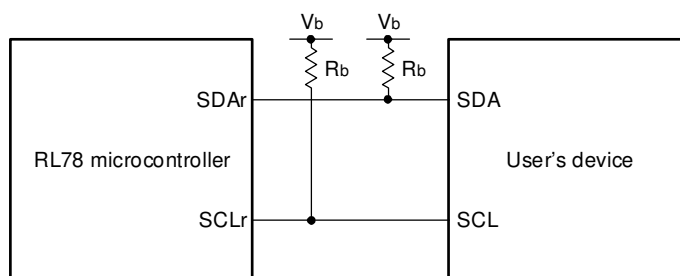 Vb Vb
Rb Rb
SDAr SDA
RL78 microcontroller User's device
SCLr SCL